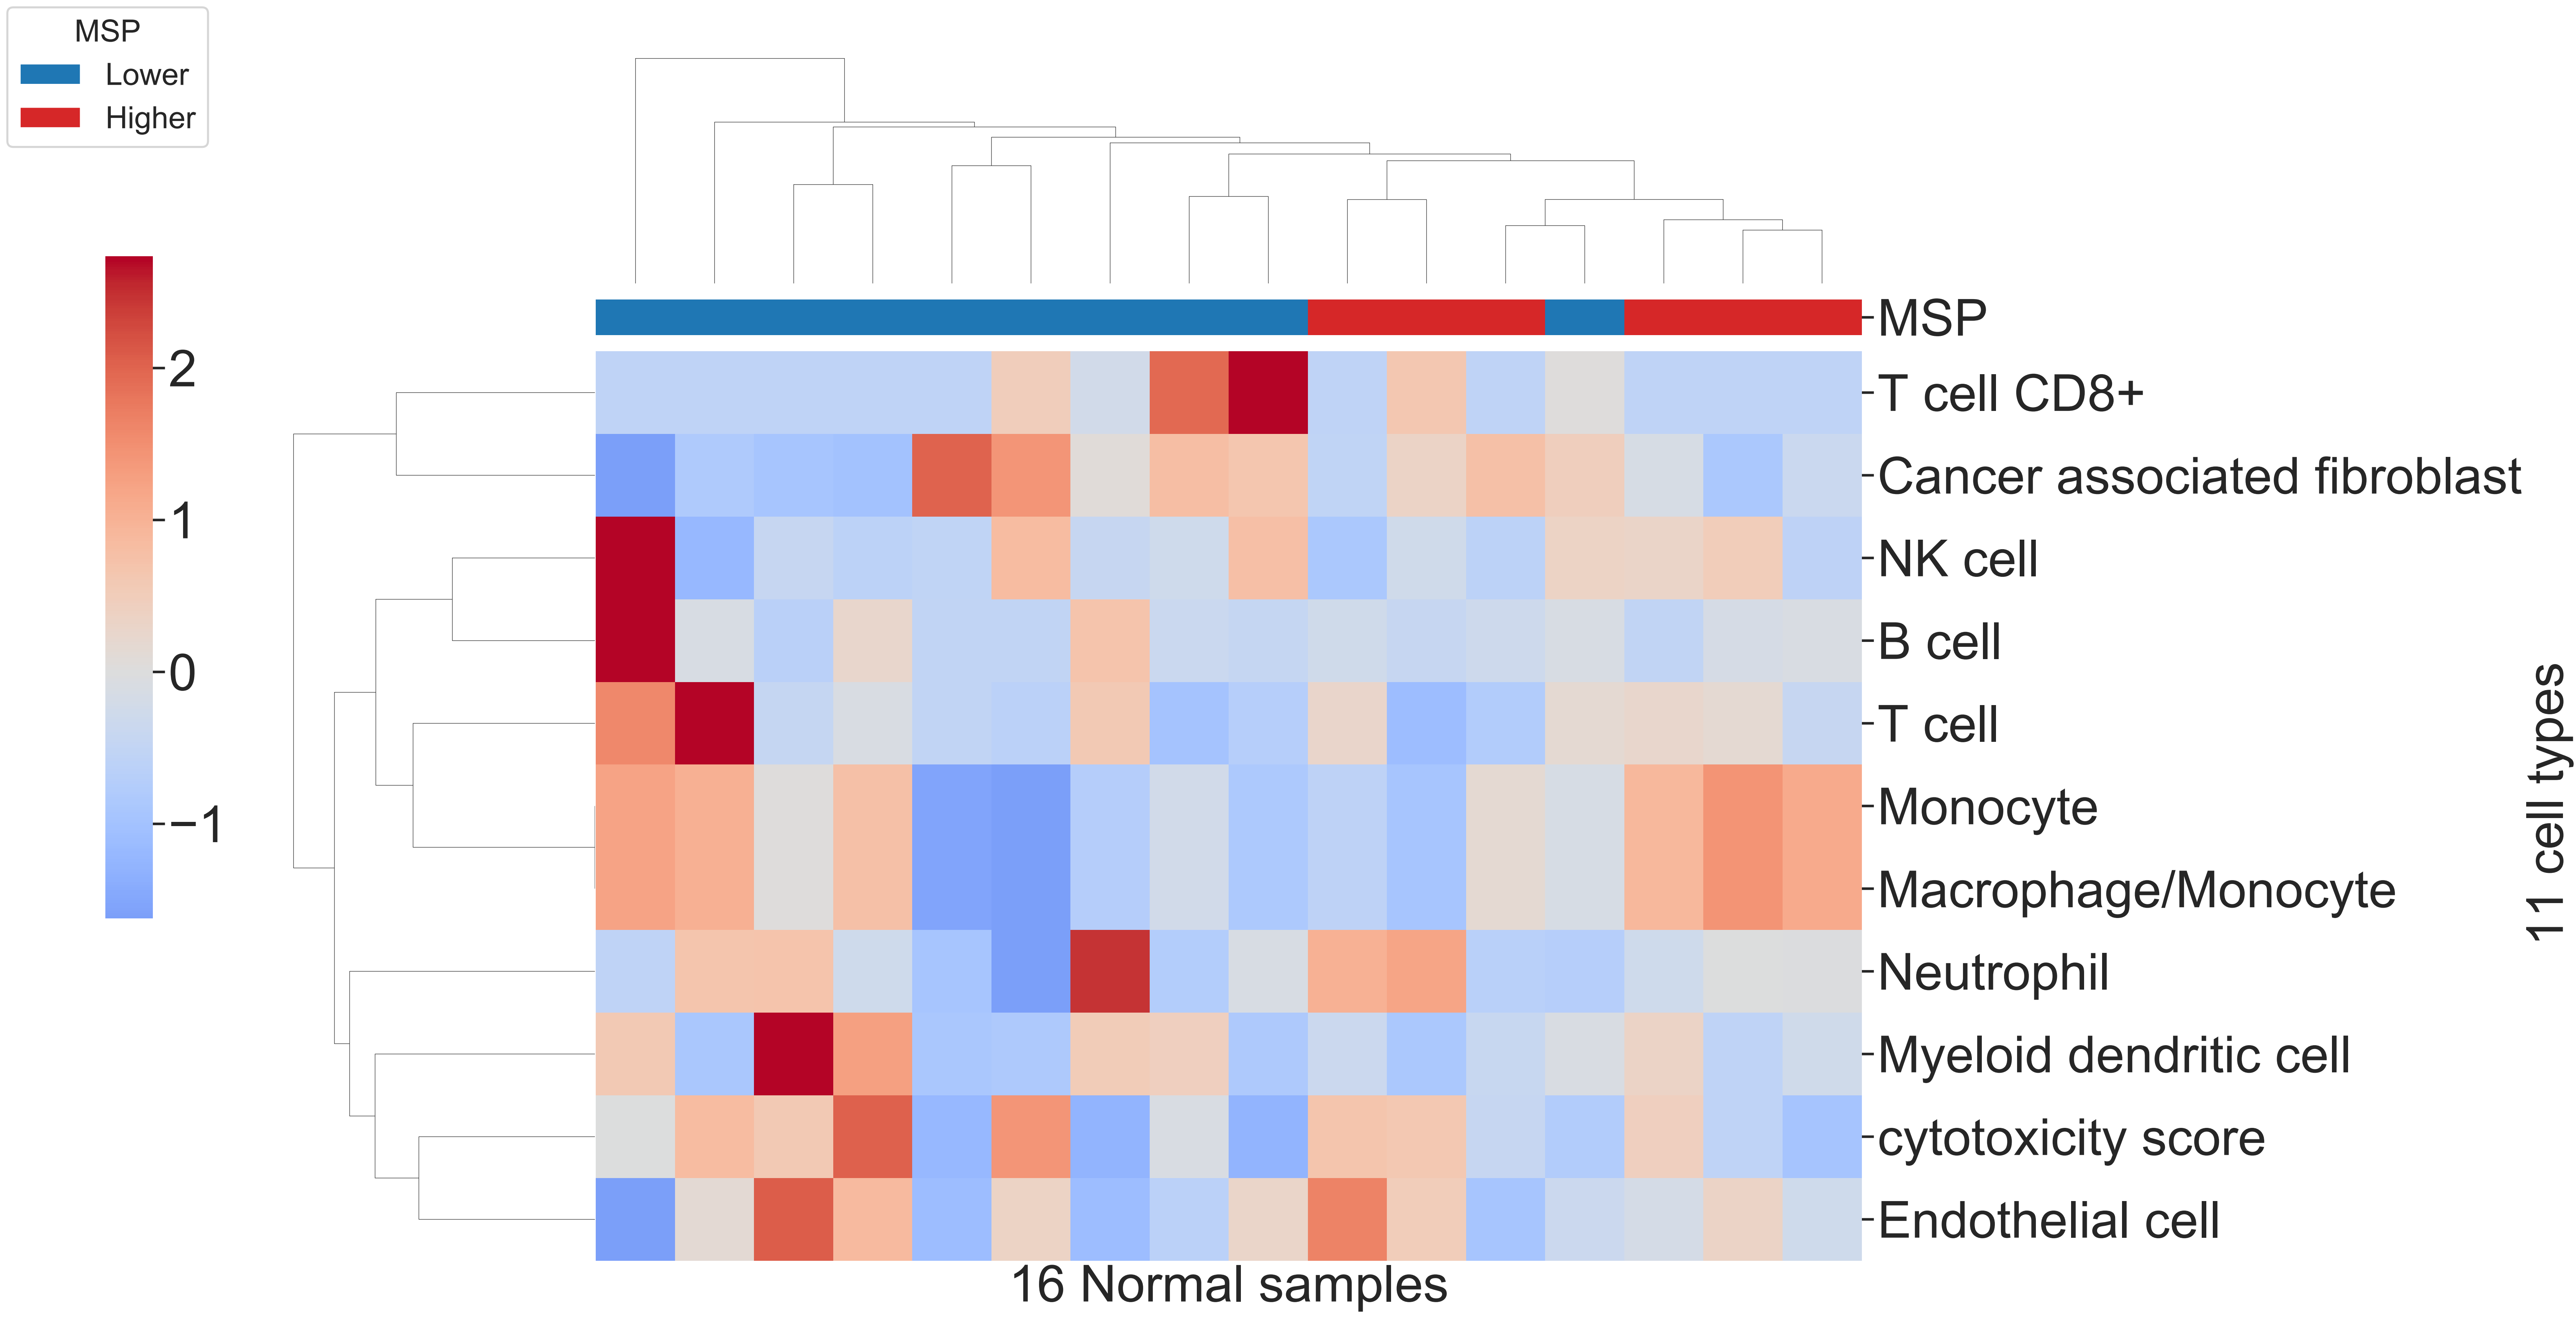 MSP
Lower
Higher
2
1
0
−1
MSP
T cell CD8+
Cancer associated fibroblast
NK cell
B cell
T cell
Monocyte
Macrophage/Monocyte
Neutrophil
Myeloid dendritic cell
cytotoxicity score
Endothelial cell
11 cell types
16 Normal samples